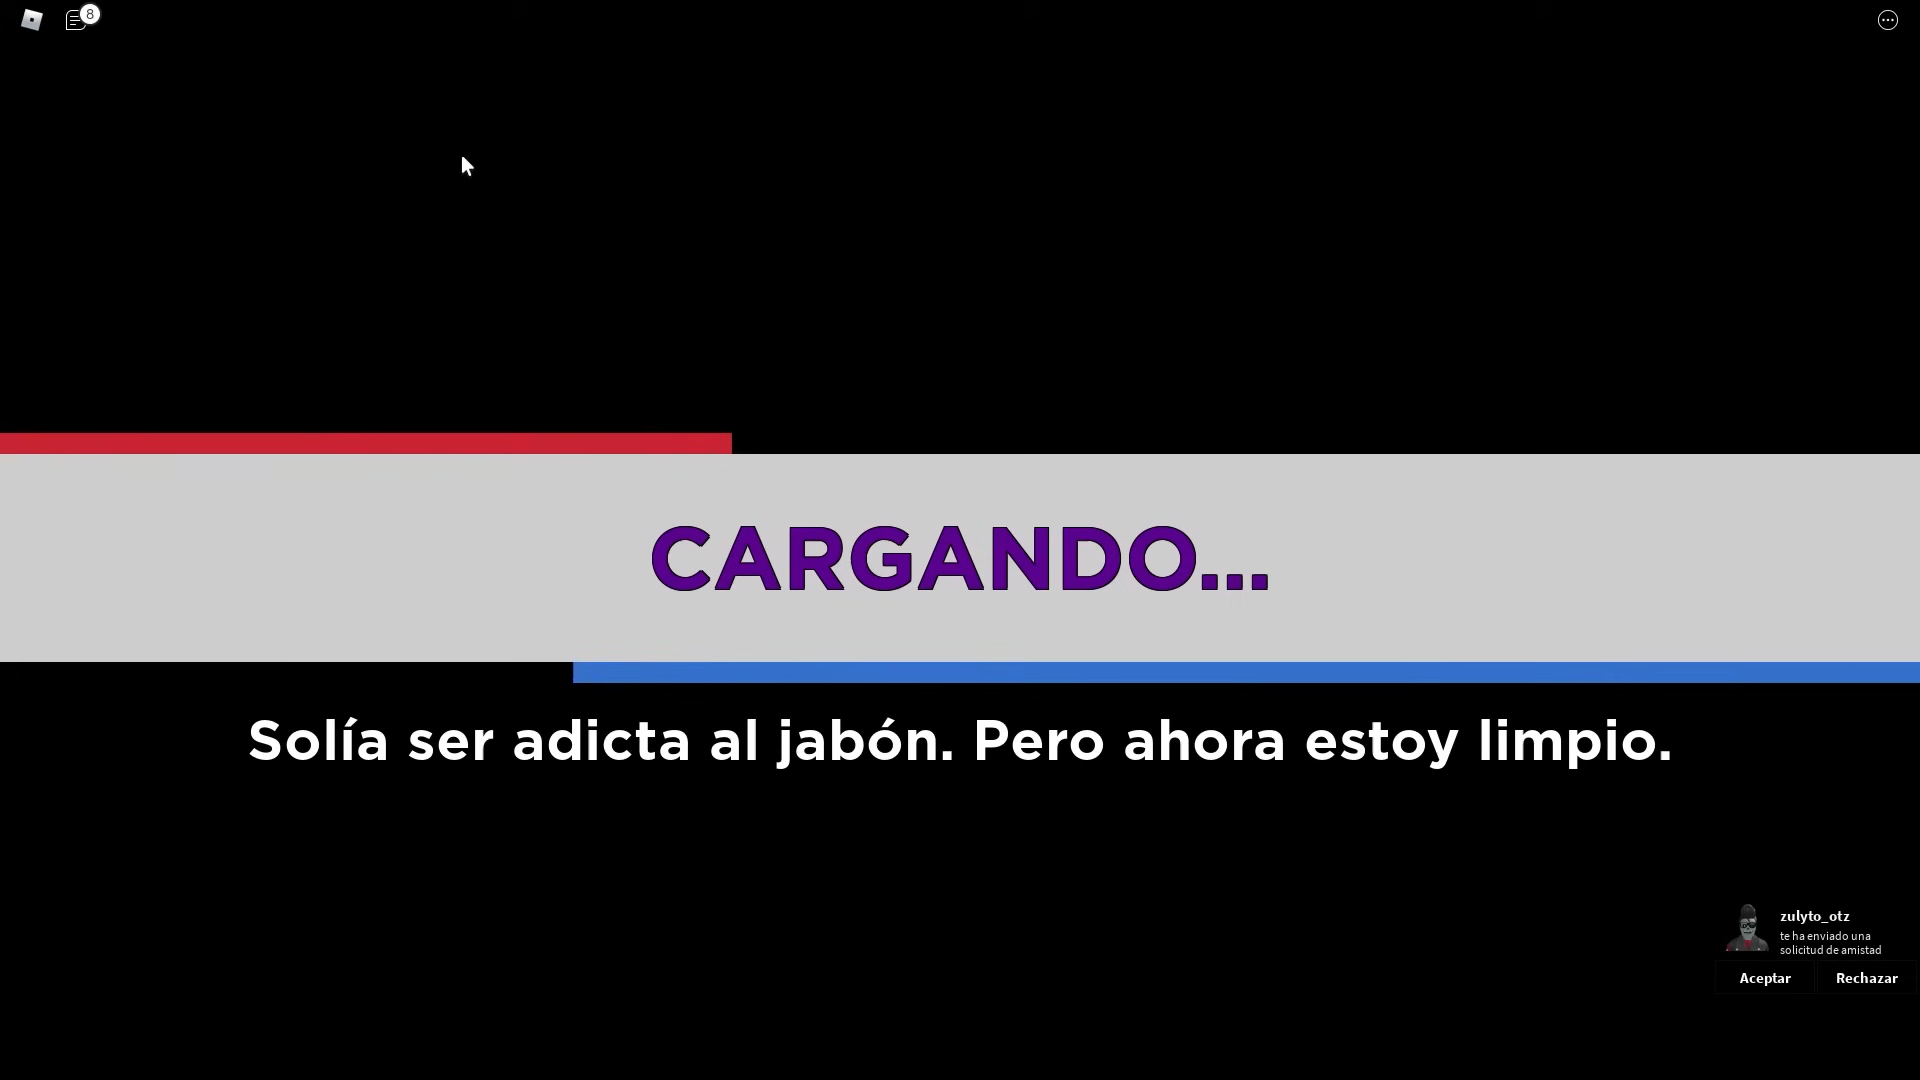 8
CARGANDO...
Solía ser adicta al jabón. Pero ahora estoy limpio.
zulyto_otz
te ha enviado una
solicitud de amistad
Aceptar
Rechazar